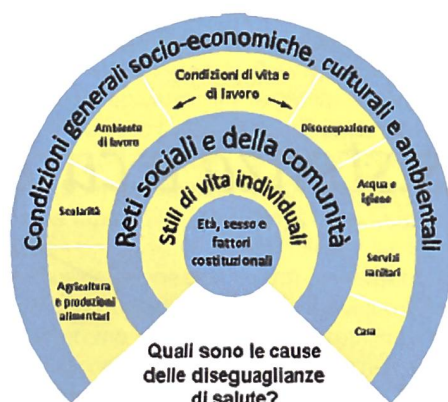 Condizioni generali socio-economiche, culturali e ambientali
Condizioni di vita e
di lavoro
Ambiente
di lavoro
Disoccupazione
Reti sociali e della comunità
Acqua e
igiene
Scolarità
Stili di vita individuali
Età, sesso e
fattori
costituzionali
Servizi
sanitari
Agricoltura
e produzioni
alimentari
Casa
Quali sono le cause
delle diseguaglianze
di salute?